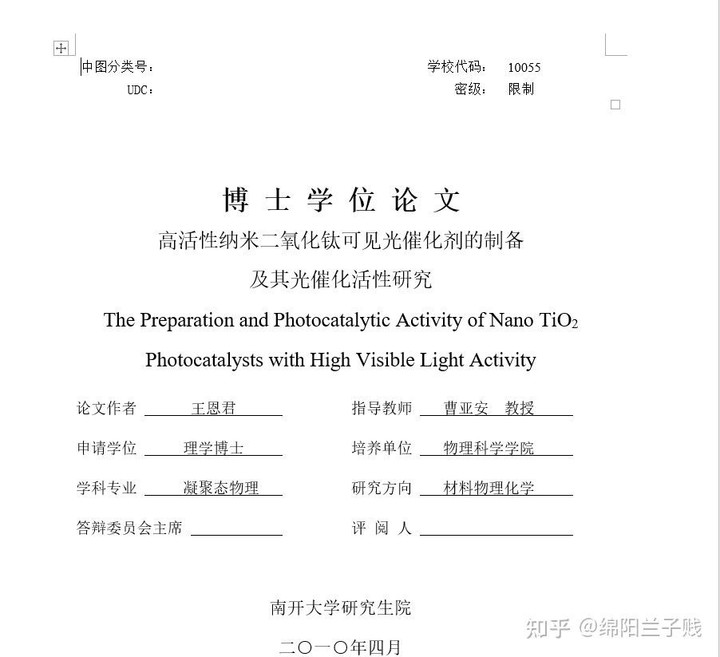 中图分类号： 学校代码： 10055
UDC： 密级： 限制
博 士 学 位 论 文
高活性纳米二氧化钛可见光催化剂的制备
及其光催化活性研究
The Preparation and Photocatalytic Activity of Nano TiO₂
Photocatalysts with High Visible Light Activity
论文作者 王恩君 指导教师 曹亚安 教授
申请学位 理学博士 培养单位 物理科学学院
学科专业 凝聚态物理 研究方向 材料物理化学
答辩委员会主席 评 阅 人
南开大学研究生院
二〇一〇年四月
知乎 @绵阳兰子贱